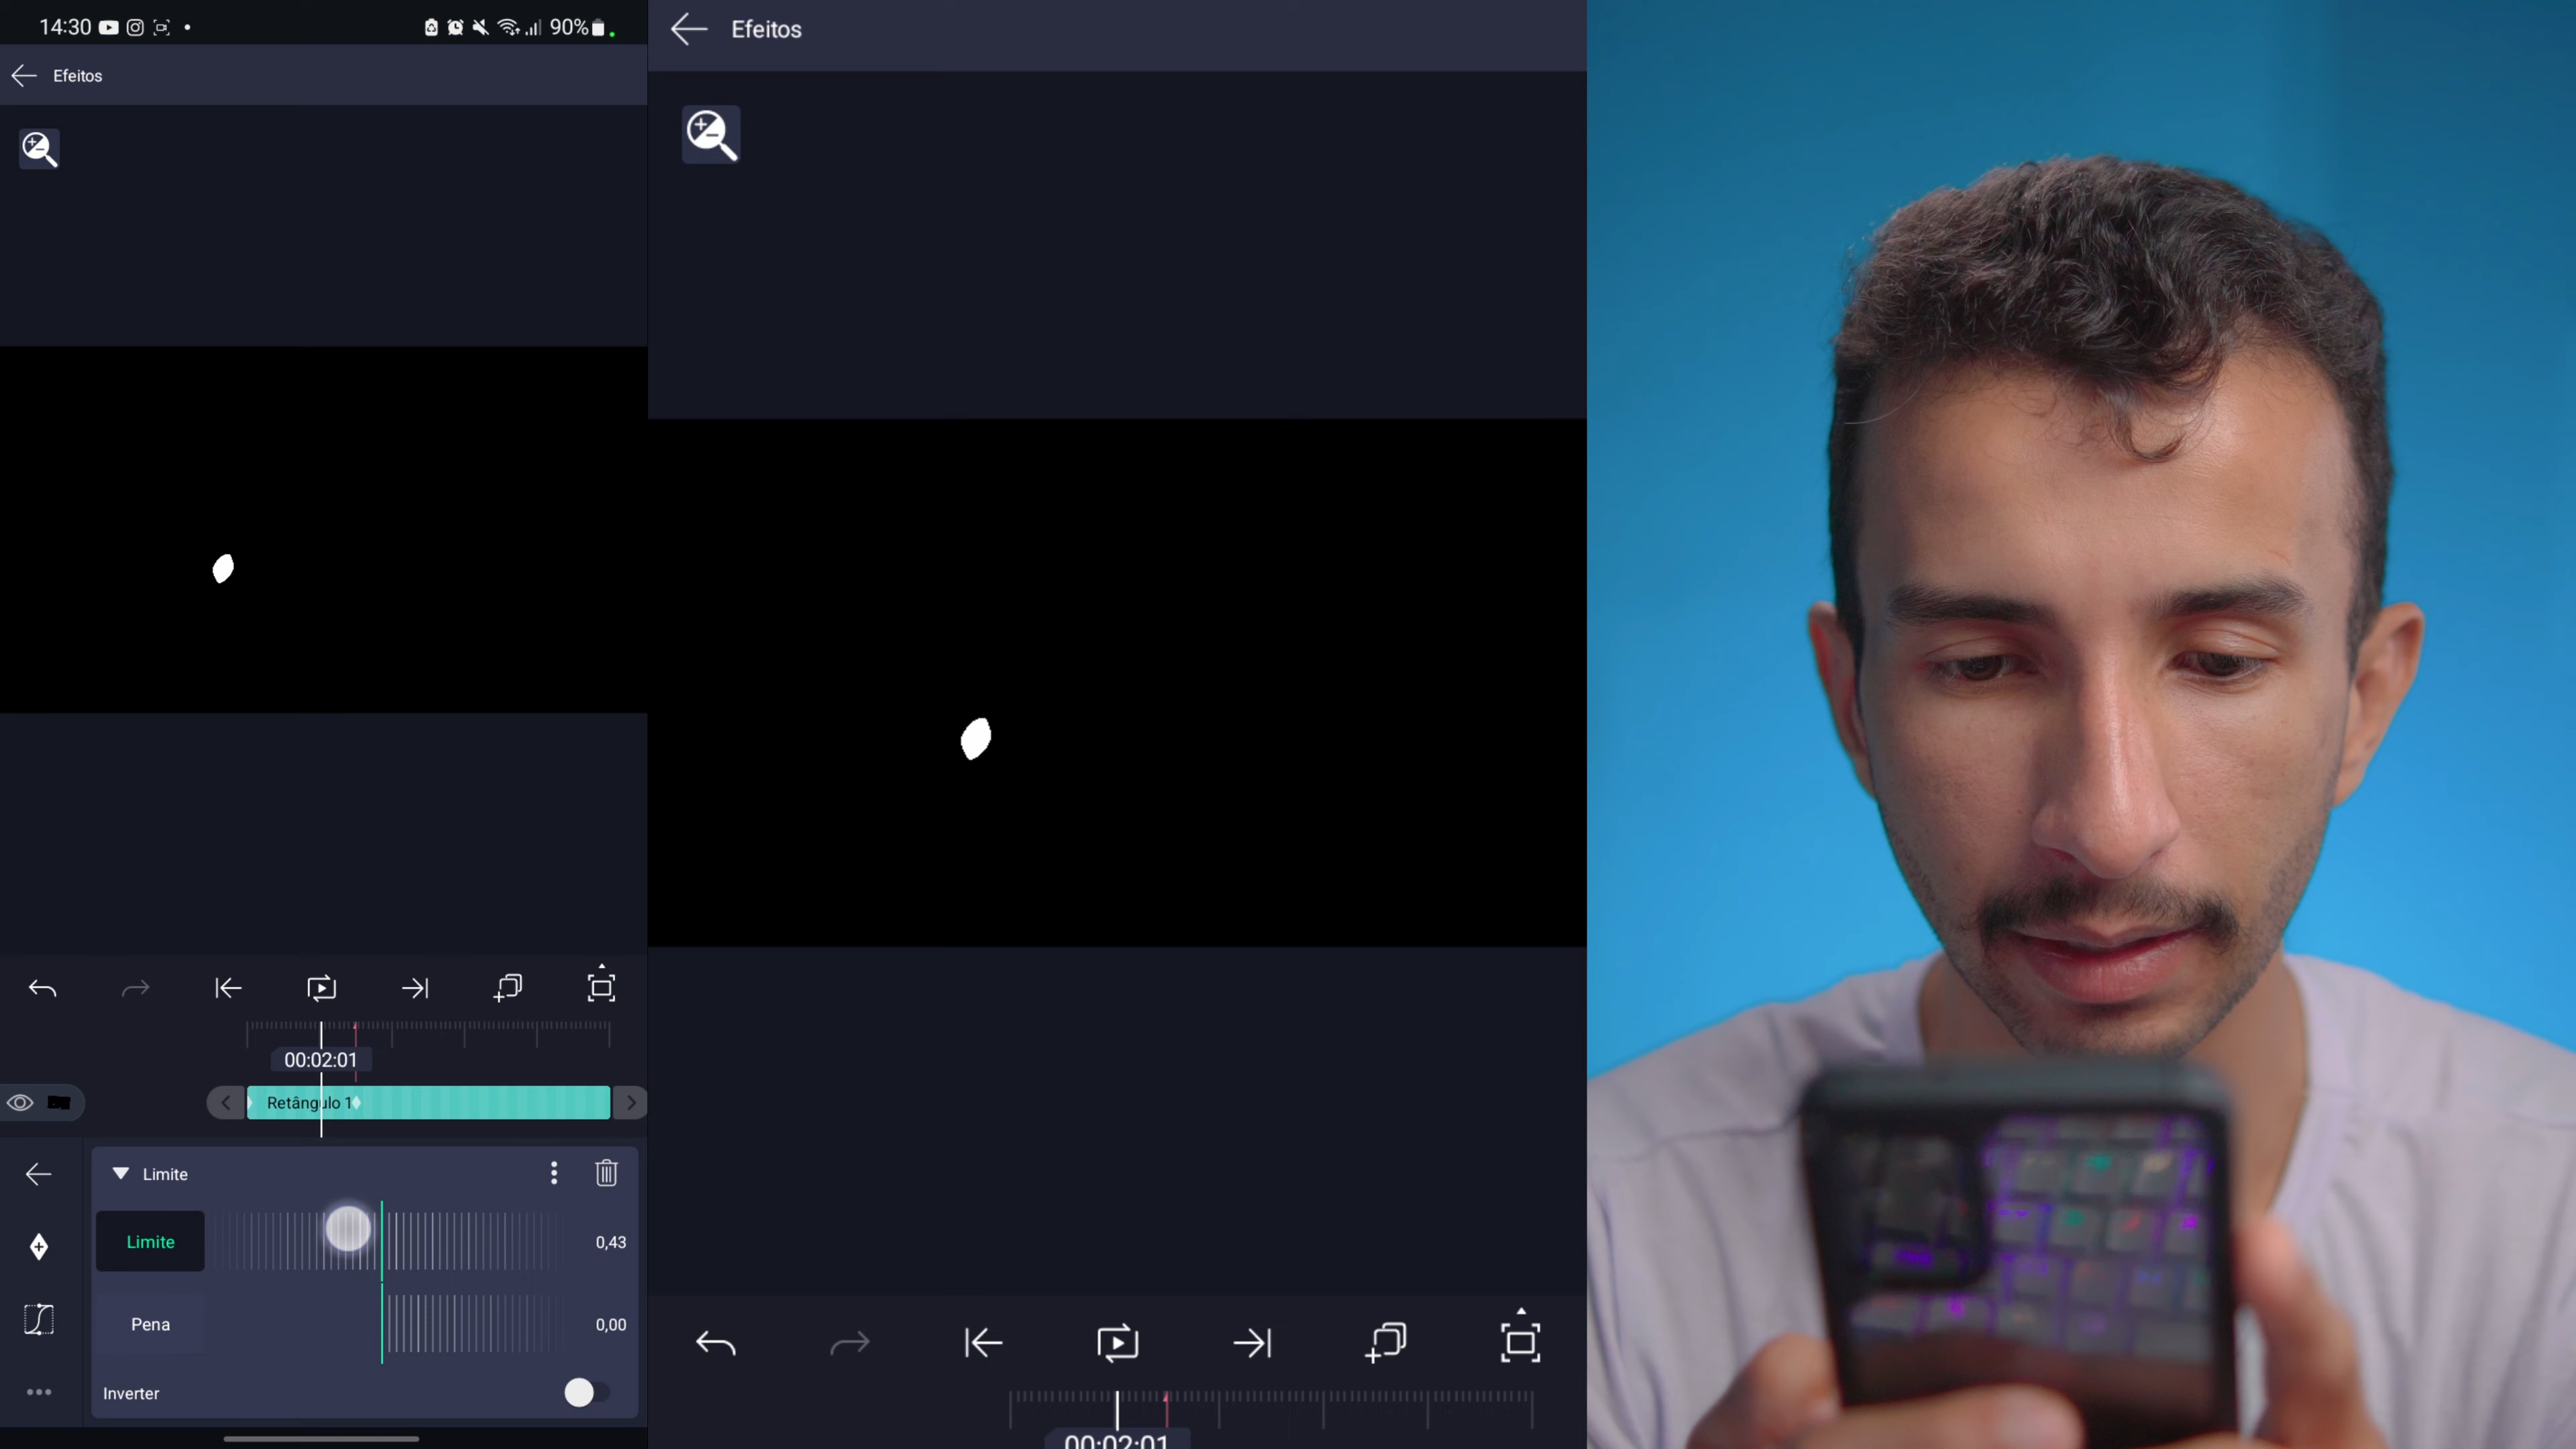 14:30
90%
Efeitos
00:02:01
Retângulo 1
Limite
Limite
0,43
Pena
0,00
Inverter
Efeitos
00:02:01